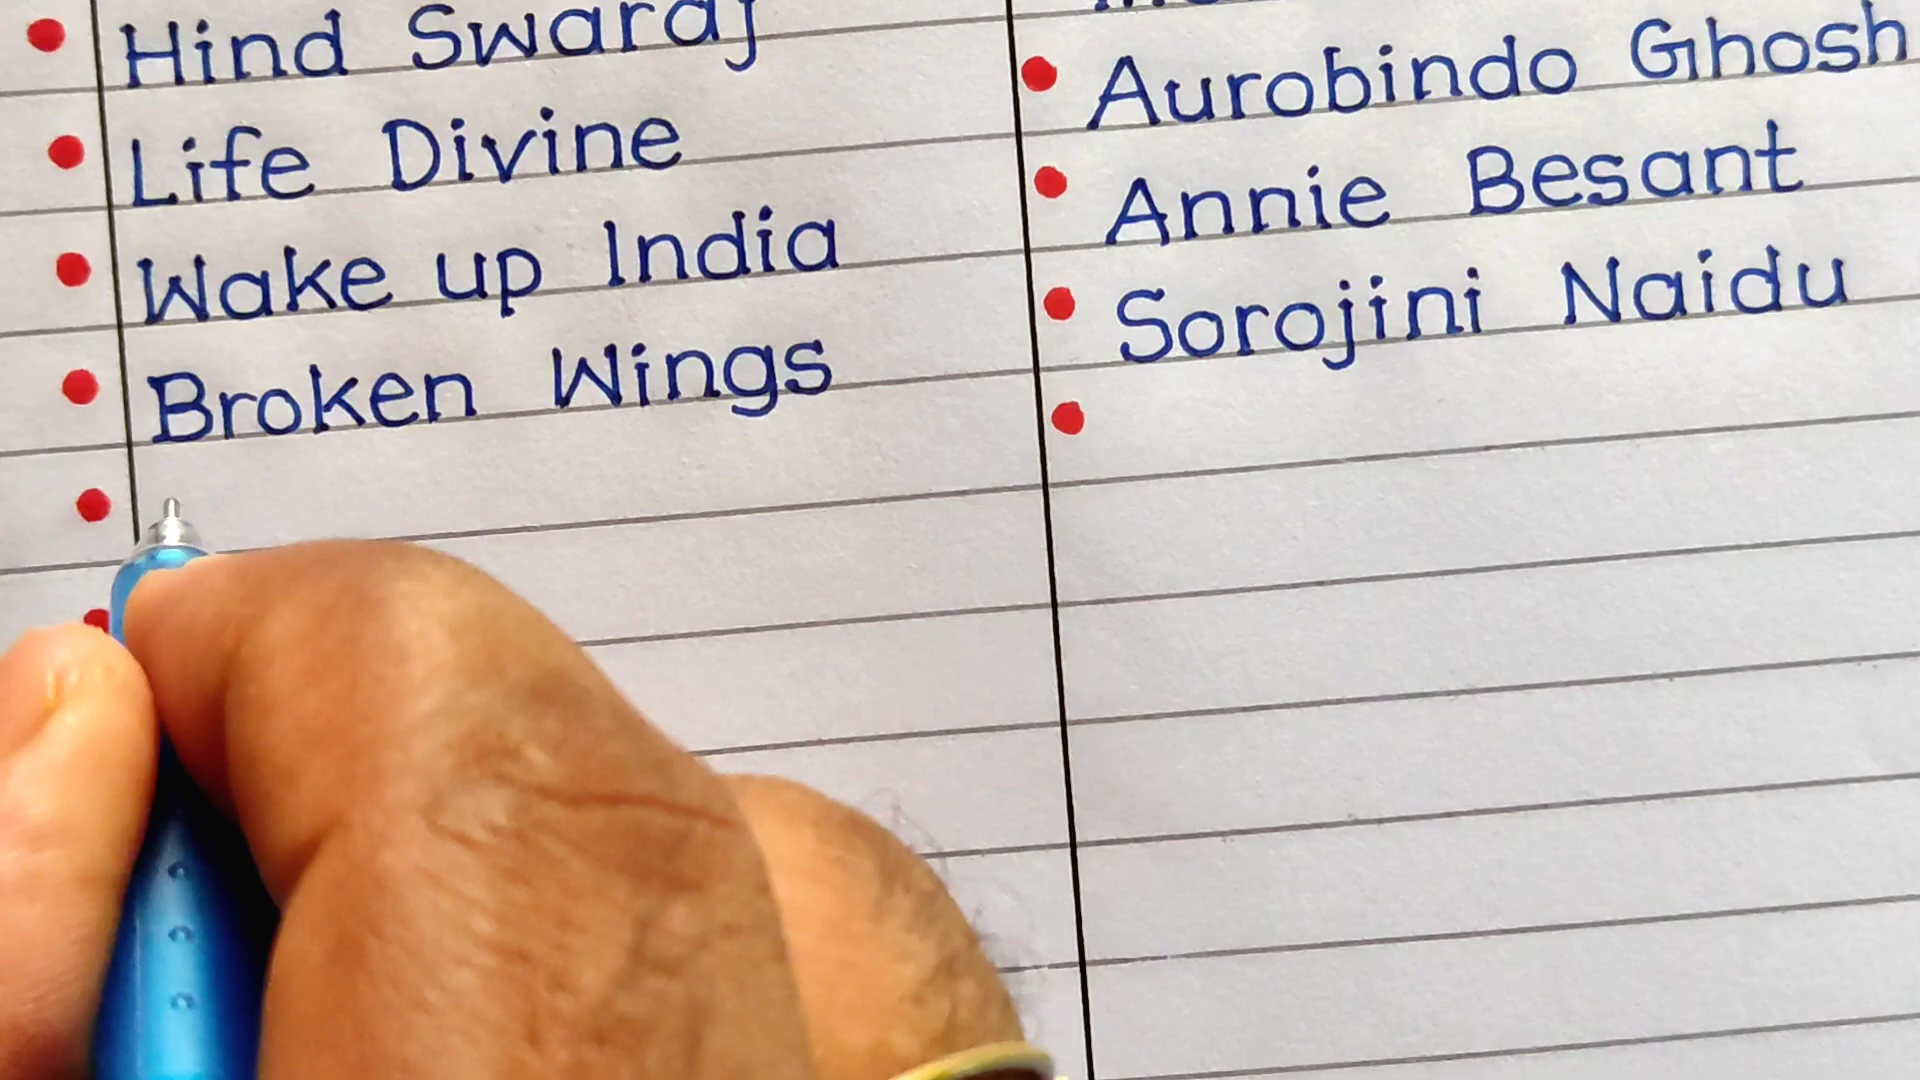 Hind Swaraj
Aurobindo Ghosh
Life Divine
Annie Besant
Wake up India
Sorojini Naidu
Broken Wings